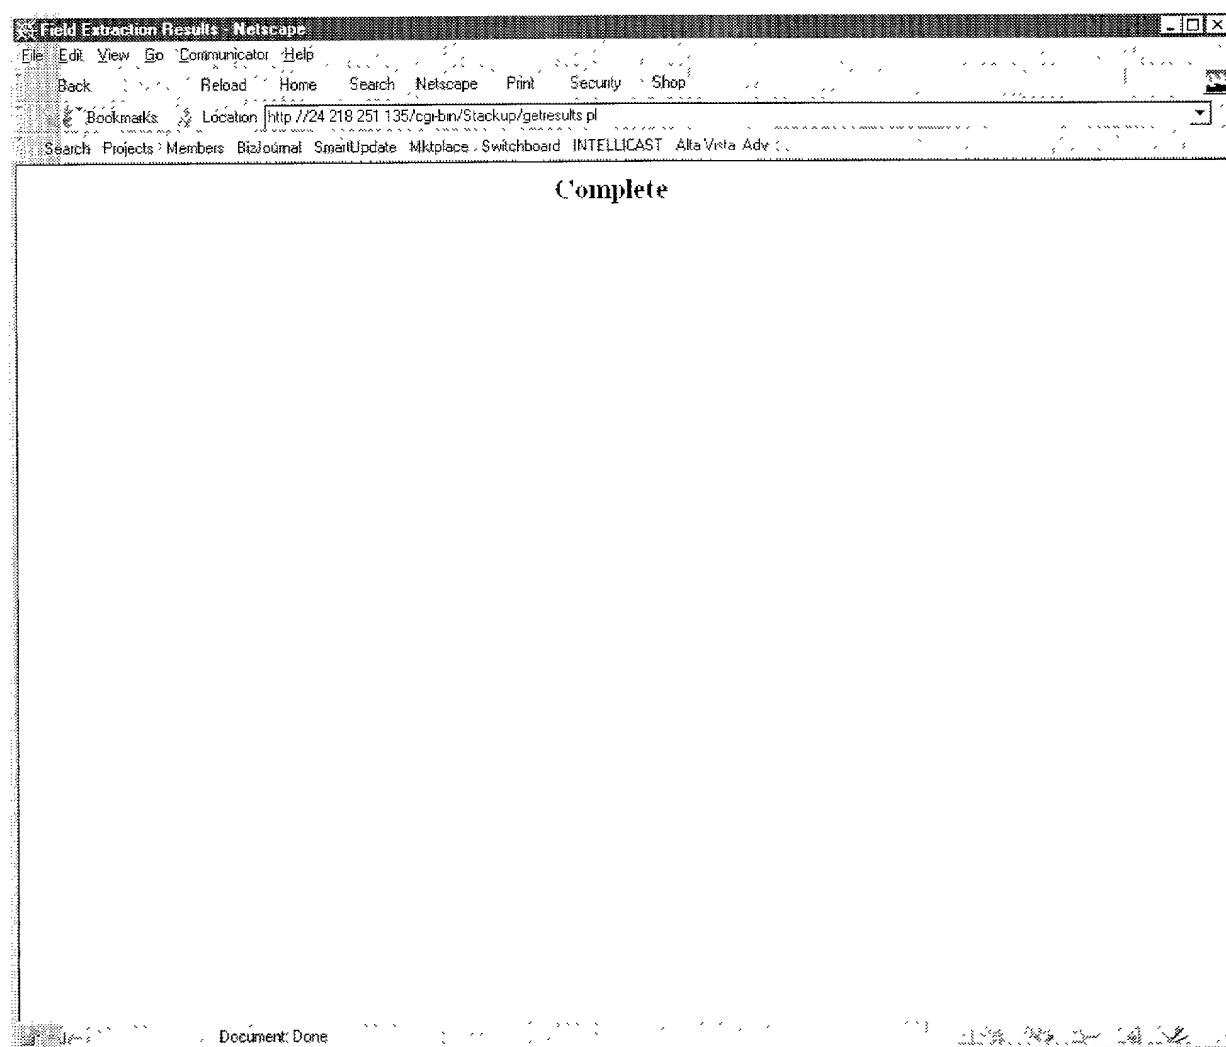 Field Extraction Results - Netscape
File Edit View Go Communicator Help
Back Reload Home Search Netscape Print Security Shop
Bookmarks Location http //24 218 251 135/cgi-bin/Stackup/getresults pl
Search Projects Members BizJournal SmartUpdate Mktplace Switchboard INTELLICAST Alta Vista Adv
Complete
Document: Done